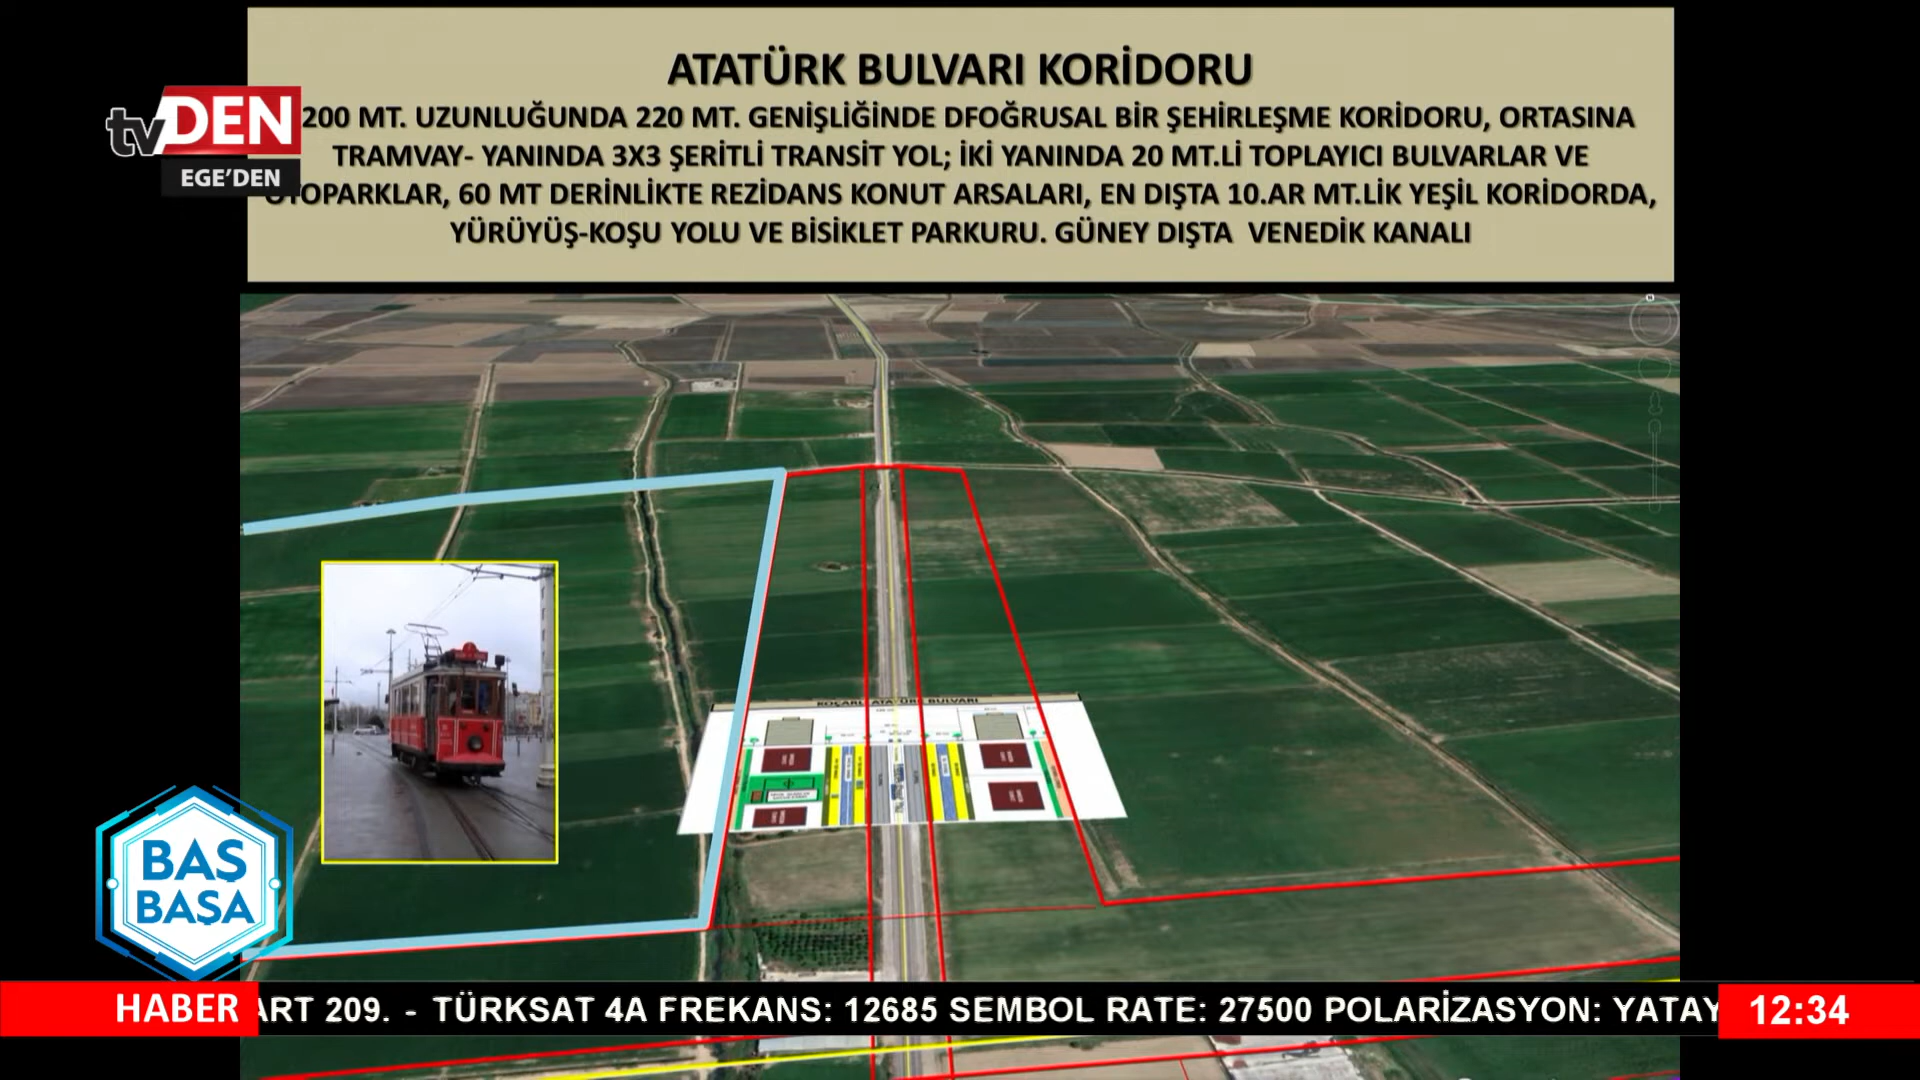 ATATÜRK BULVARI KORİDORU
200 MT. UZUNLUĞUNDA 220 MT. GENİŞLİĞİNDE DFOĞRUSAL BİR ŞEHİRLEŞME KORİDORU, ORTASINA
TRAMVAY- YANINDA 3X3 ŞERİTLİ TRANSİT YOL; İKİ YANINDA 20 MT.Lİ TOPLAYICI BULVARLAR VE
OTOPARKLAR, 60 MT DERİNLİKTE REZİDANS KONUT ARSALARI, EN DIŞTA 10.AR MT.LİK YEŞİL KORİDORDA,
YÜRÜYÜŞ-KOŞU YOLU VE BİSİKLET PARKURU. GÜNEY DIŞTA VENEDİK KANALI
tvDEN
EGE'DEN
KOÇARLI ATATÜRK BULVARI
BAŞ
BAŞA
HABER
ART 209. - TÜRKSAT 4A FREKANS: 12685 SEMBOL RATE: 27500 POLARİZASYON: YATAY
12:34